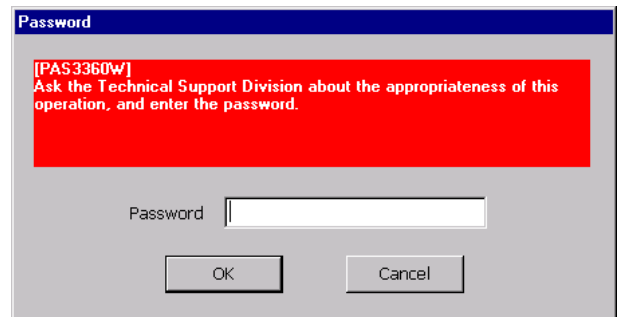 Password
[PAS3360W]
Ask the Technical Support Division about the appropriateness of this
operation, and enter the password.
Password
OK Cancel